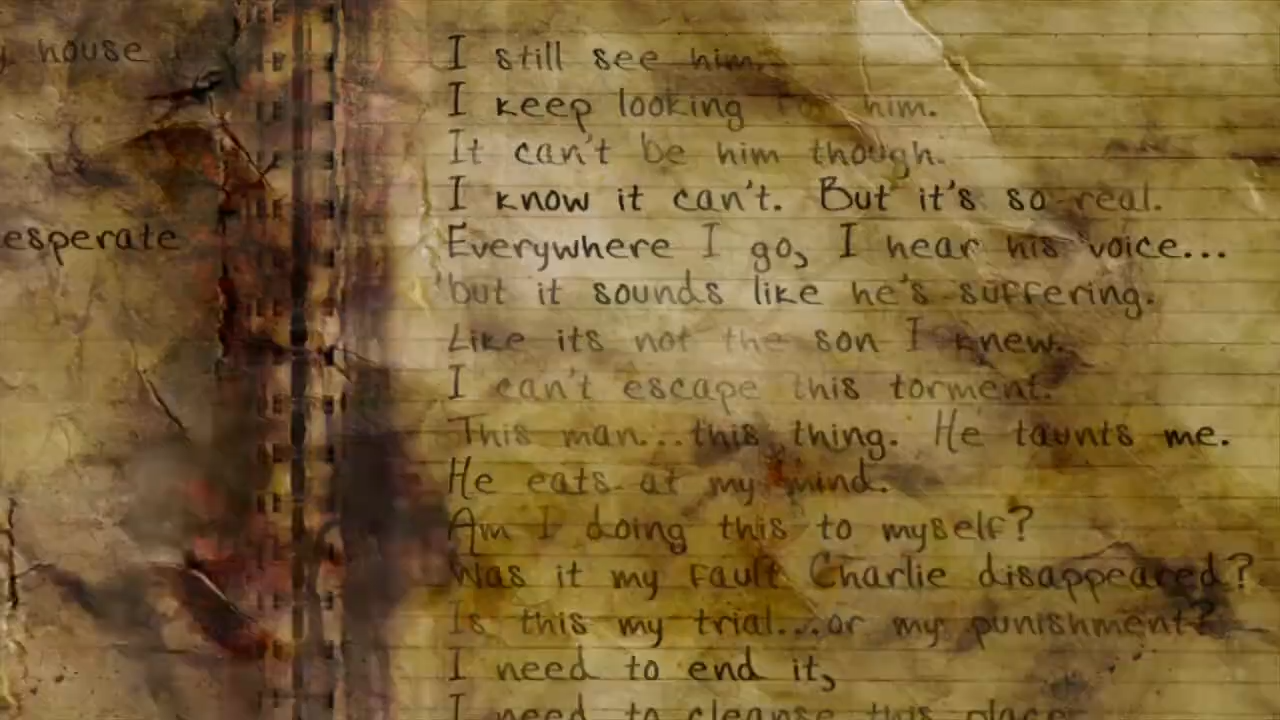 house
esperate
I still see him.
I keep looking for him.
It can't be him though.
I know it can't. But it's so real.
Everywhere I go, I hear his voice...
but it sounds like he's suffering.
Like its not the son I knew.
I can't escape this torment.
This man...this thing. He taunts me.
He eats at my mind.
Am I doing this to myself?
Was it my fault Charlie disappeared?
Is this my trial...or my punishment?
I need to end it,
I need to cleanse this place